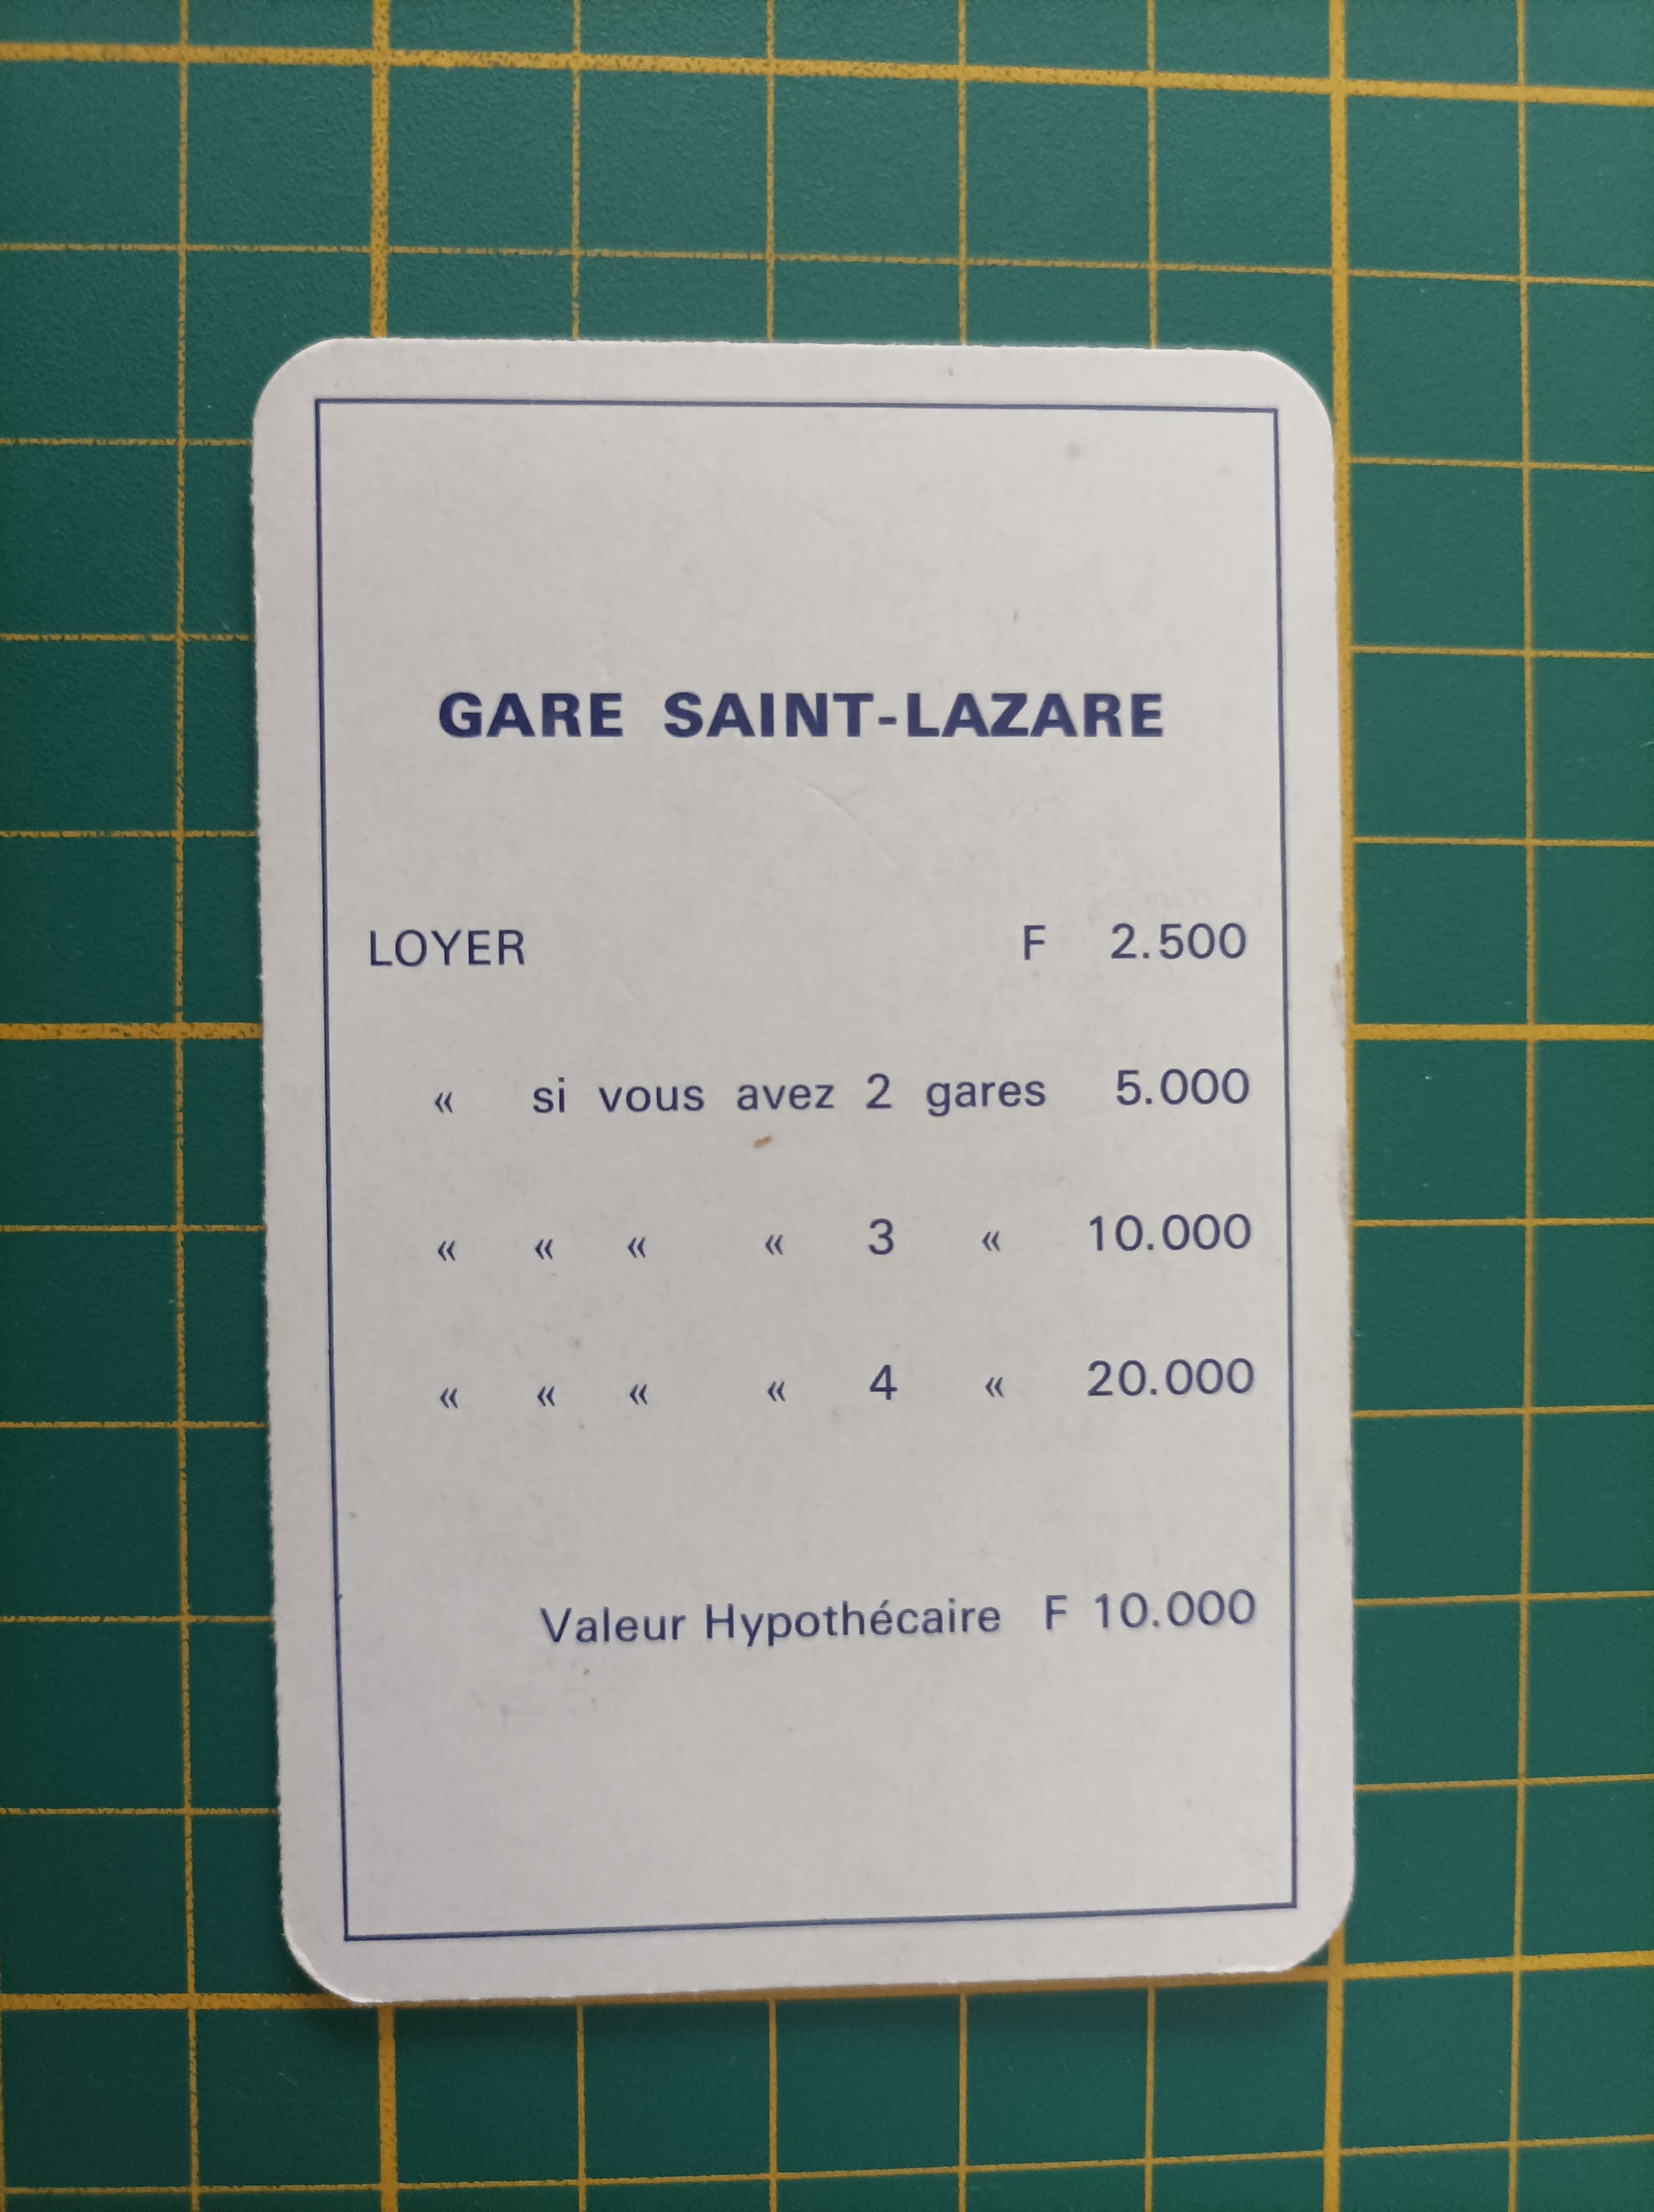 GARE SAINT-LAZARE
LOYER F 2.500
« si vous avez 2 gares 5.000
« « « « 3 « 10.000
« « « « 4 « 20.000
Valeur Hypothécaire F 10.000